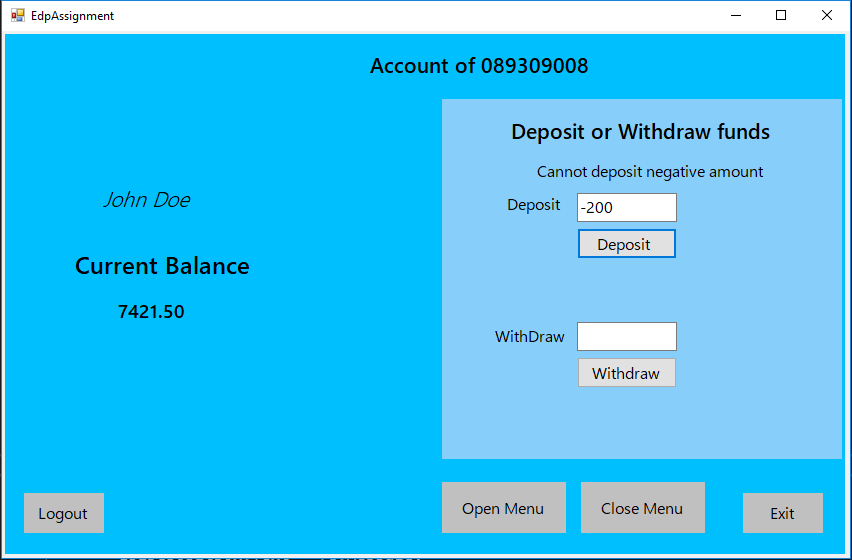 EdpAssignment
Account of 089309008
Deposit or Withdraw funds
Cannot deposit negative amount
John Doe
Deposit -200
Deposit
Current Balance
7421.50
WithDraw
Withdraw
Logout
Open Menu
Close Menu
Exit